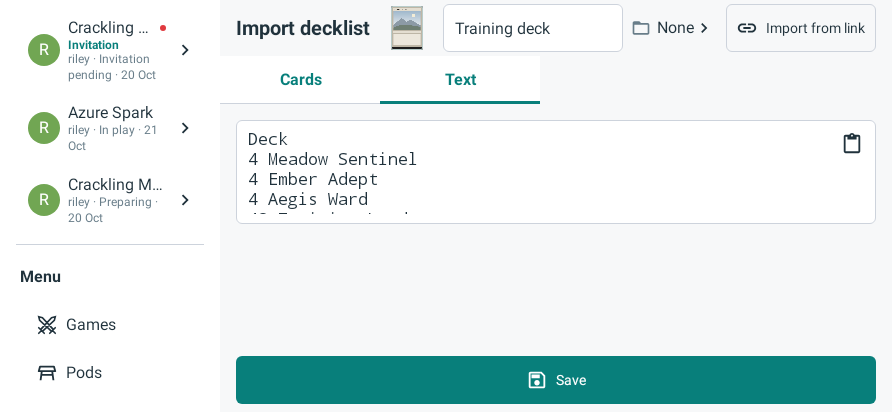 Crackling ...
Invitation
riley · Invitation
pending · 20 Oct
R
Azure Spark
riley · In play · 21
Oct
R
Crackling M...
riley · Preparing ·
20 Oct
R
Menu
Games
Pods
Import decklist
Training deck
None
Import from link
Cards
Text
Deck
4 Meadow Sentinel
4 Ember Adept
4 Aegis Ward
Save